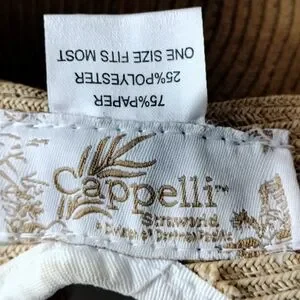 75%PAPER
25%POLYESTER
ONE SIZE FITS MOST
Cappelli™
Straworld